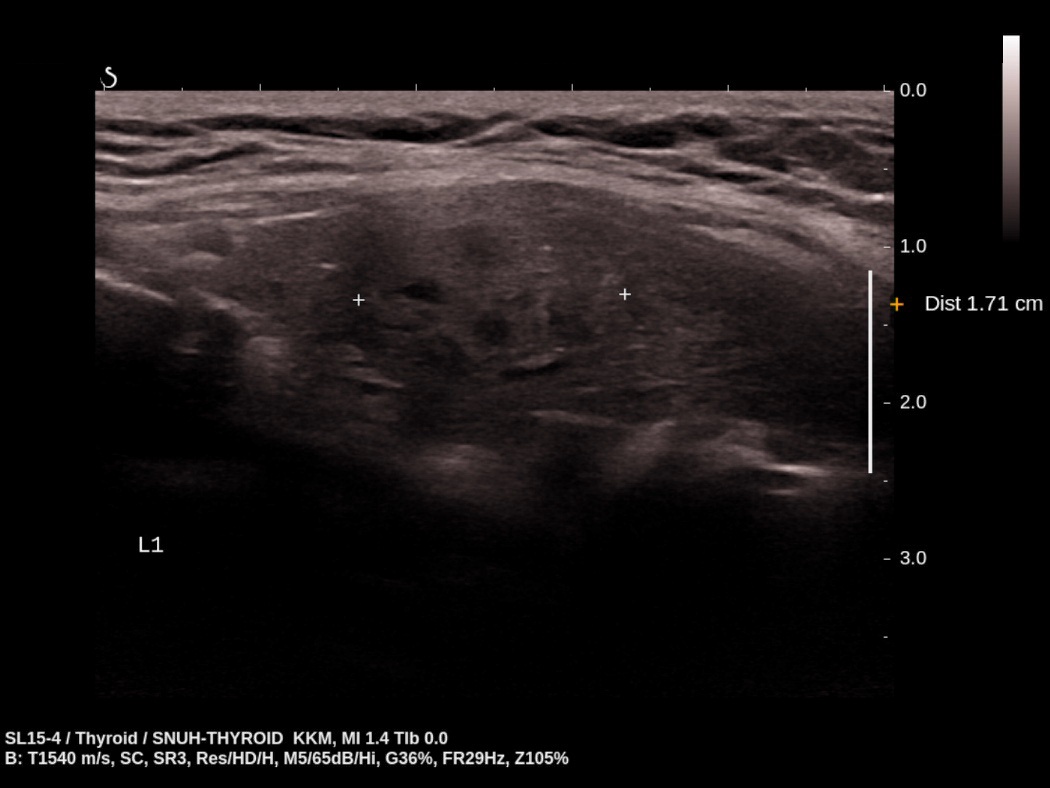 S
0.0
1.0
Dist 1.71 cm
2.0
3.0
L1
SL15-4 / Thyroid / SNUH-THYROID KKM, MI 1.4 TIb 0.0
B: T1540 m/s, SC, SR3, Res/HD/H, M5/65dB/Hi, G36%, FR29Hz, Z105%